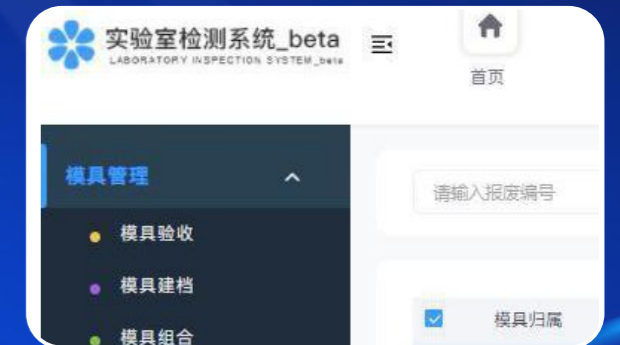 实验室检测系统_beta
LABORATORY INSPECTION SYSTEM_beta
首页
模具管理
请输入报废编号
模具验收
模具建档
模具归属
模具组合